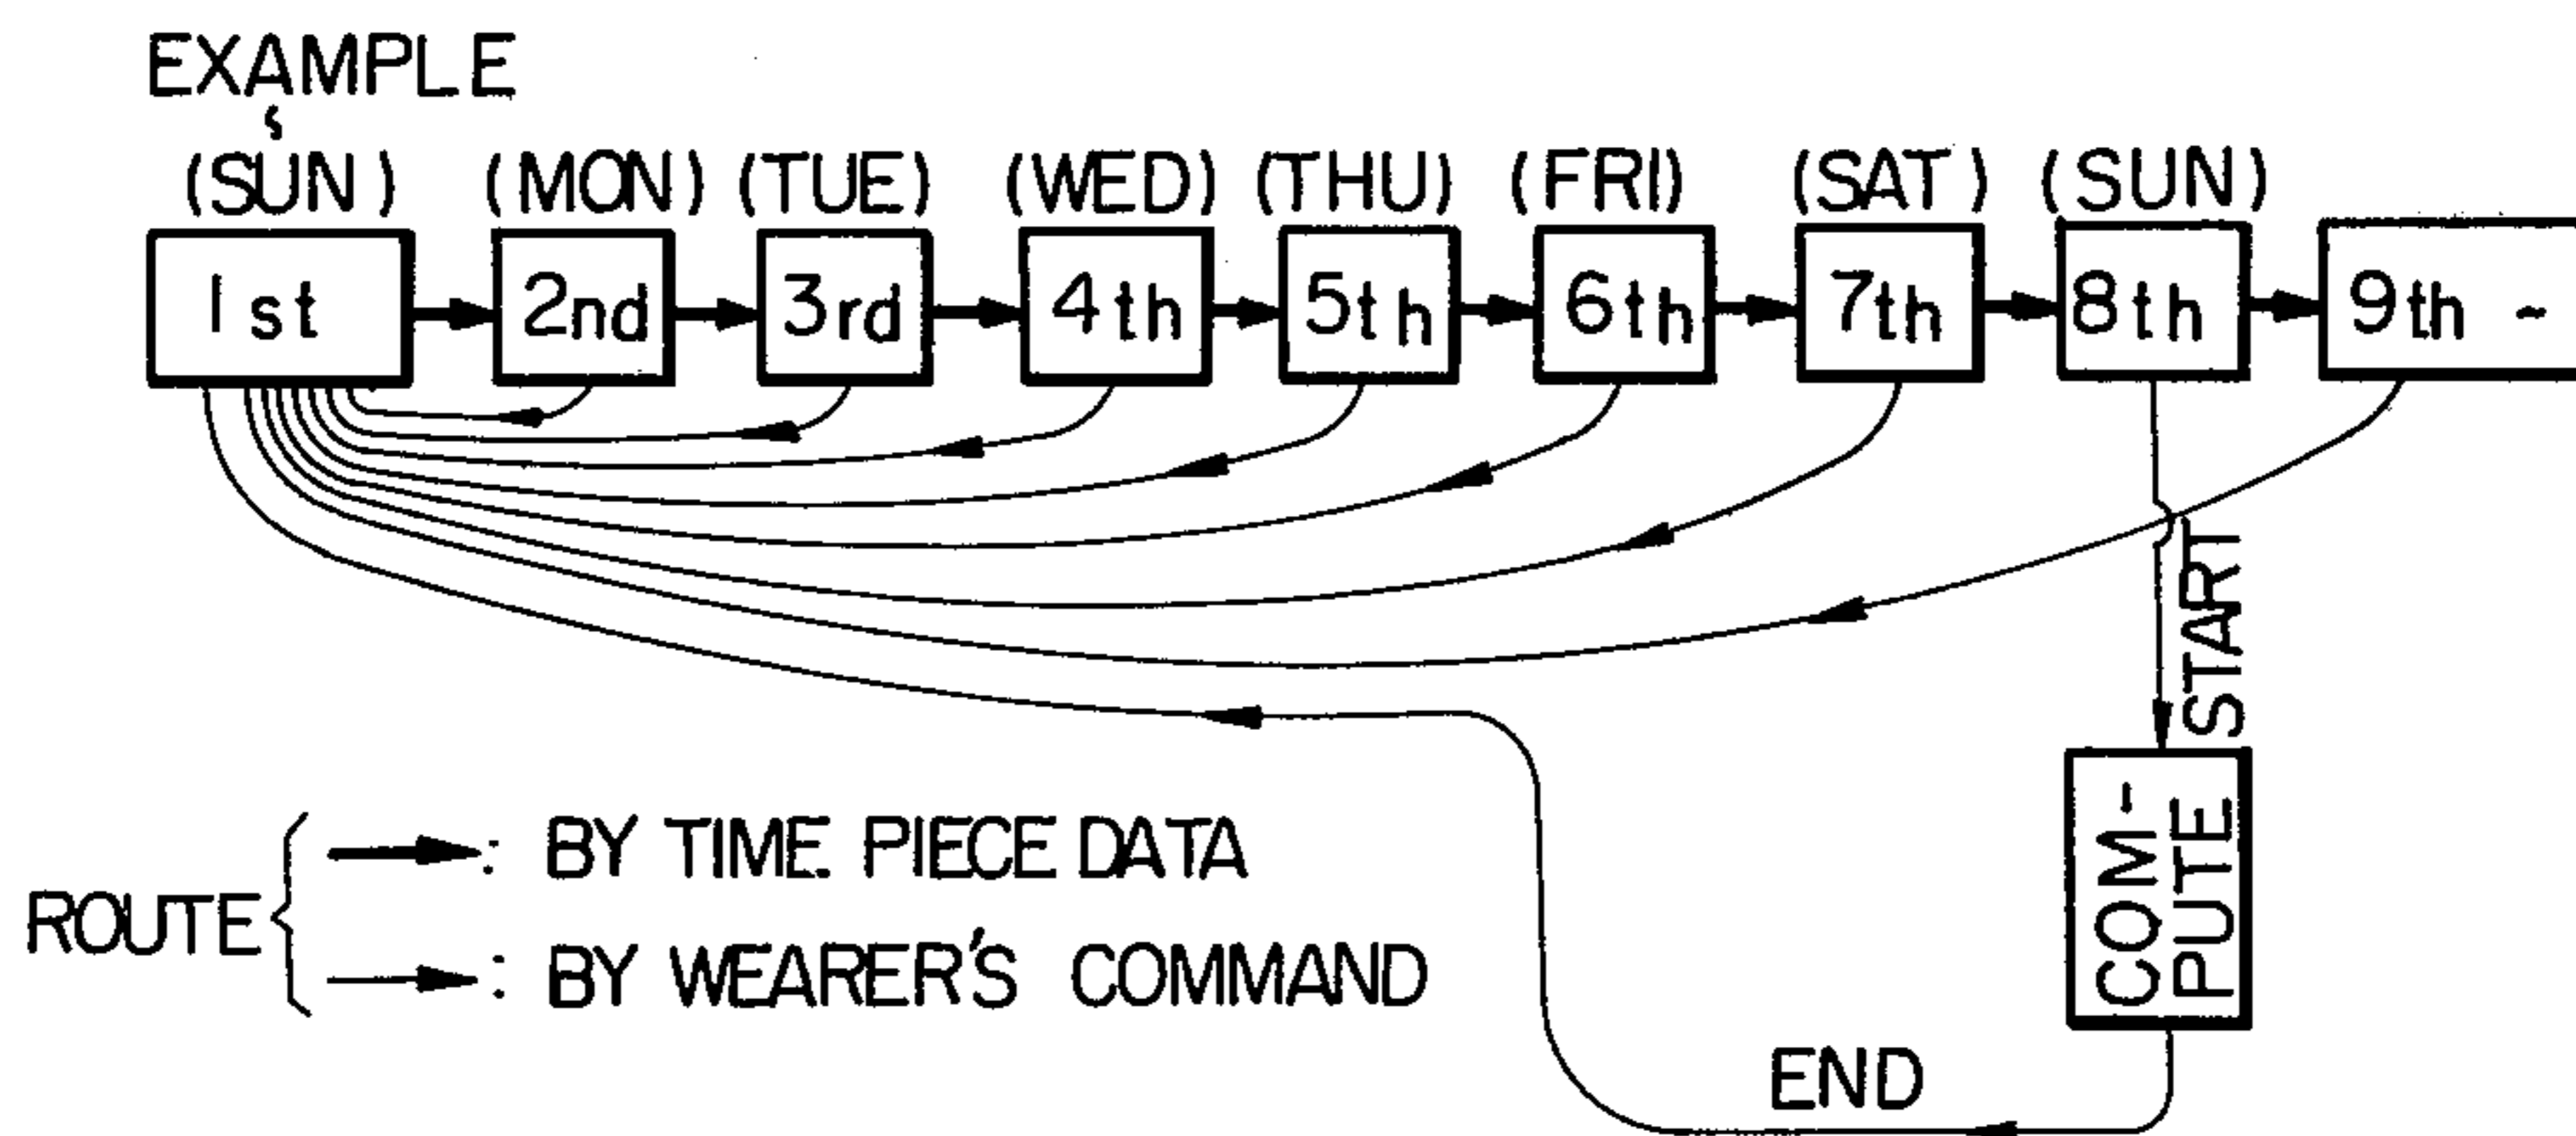 EXAMPLE
(SUN) (MON) (TUE) (WED) (THU) (FRI) (SAT) (SUN)
1st 2nd 3rd 4th 5th 6th 7th 8th 9th ~
START
COM-
PUTE
ROUTE
: BY TIME PIECE DATA
: BY WEARER'S COMMAND
END